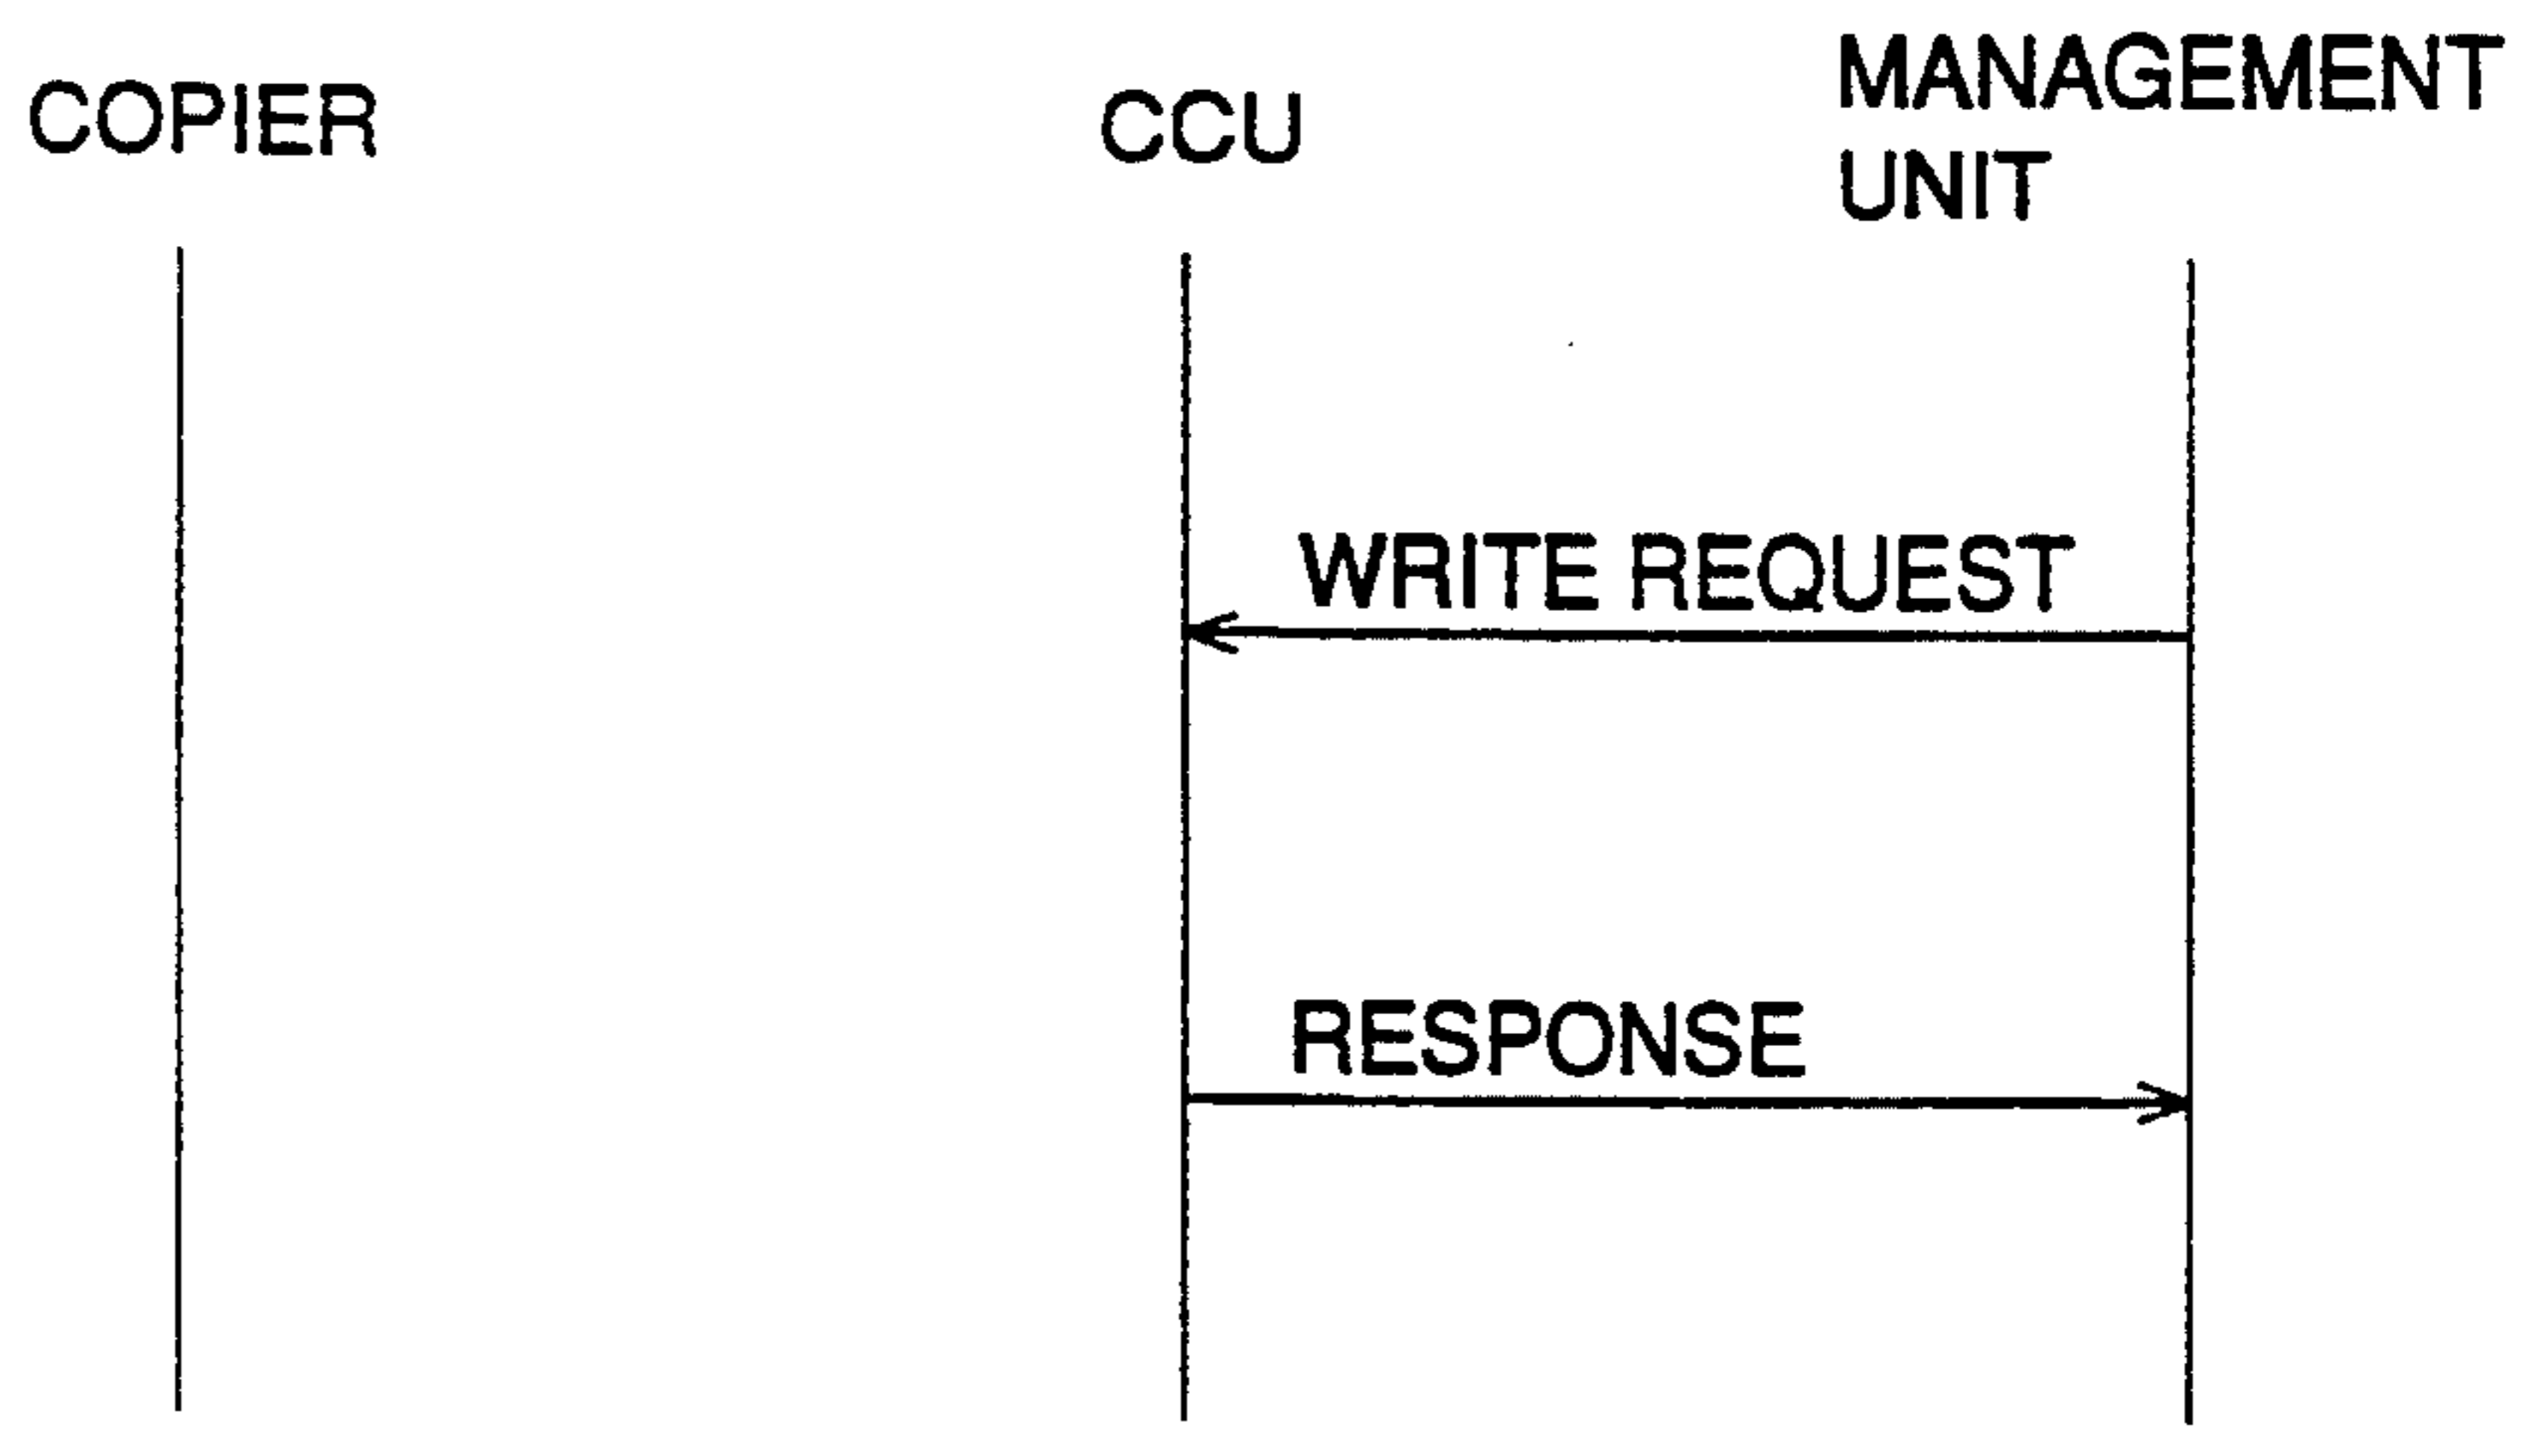 COPIER
CCU
MANAGEMENT
UNIT
WRITE REQUEST
RESPONSE